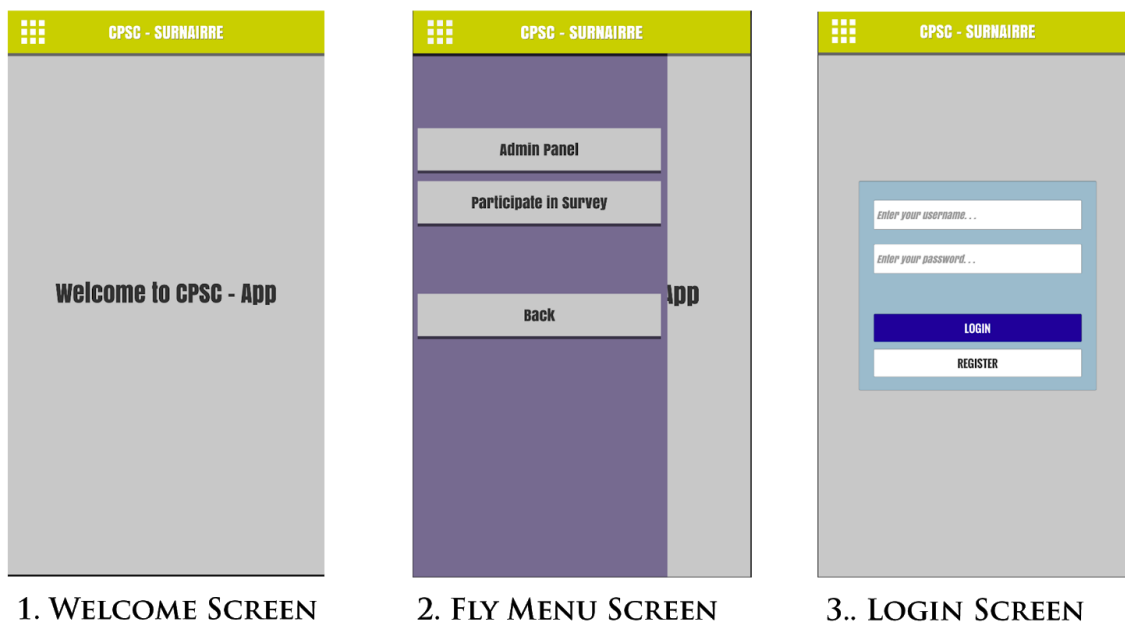 CPSC - SURNAIRRE
Welcome to CPSC - App
1. WELCOME SCREEN
CPSC - SURNAIRRE
Admin Panel
Participate in Survey
App
Back
2. FLY MENU SCREEN
CPSC - SURNAIRRE
Enter your username. . .
Enter your password. . .
LOGIN
REGISTER
3.. LOGIN SCREEN